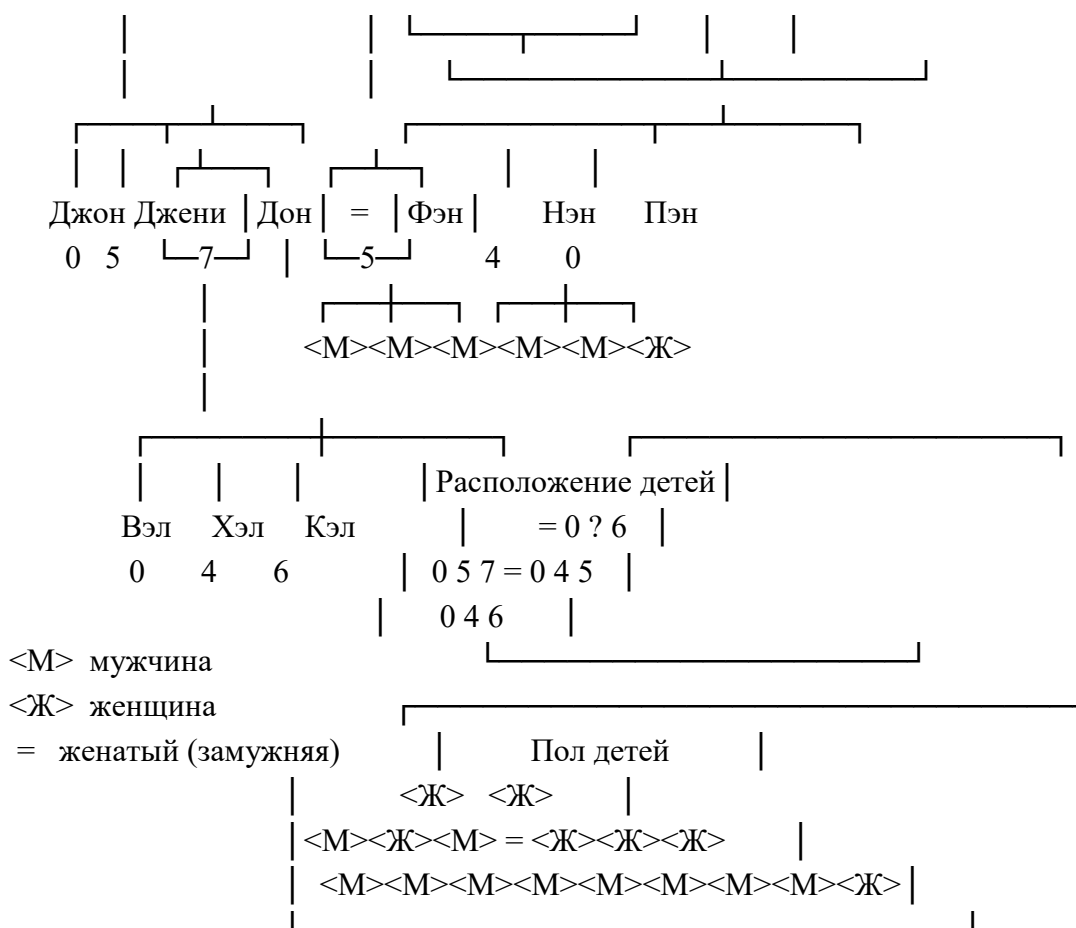 Джон Джени Дон = Фэн Нэн Пэн
0 5 7 5 4 0
<М><М><М><М><М><Ж>
Расположение детей
Вэл Хэл Кэл = 0 ? 6
0 4 6 0 5 7 = 0 4 5
0 4 6
<М> мужчина
<Ж> женщина
= женатый (замужняя) Пол детей
<Ж> <Ж>
<М><Ж><М> = <Ж><Ж><Ж>
<М><М><М><М><М><М><М><М><Ж>